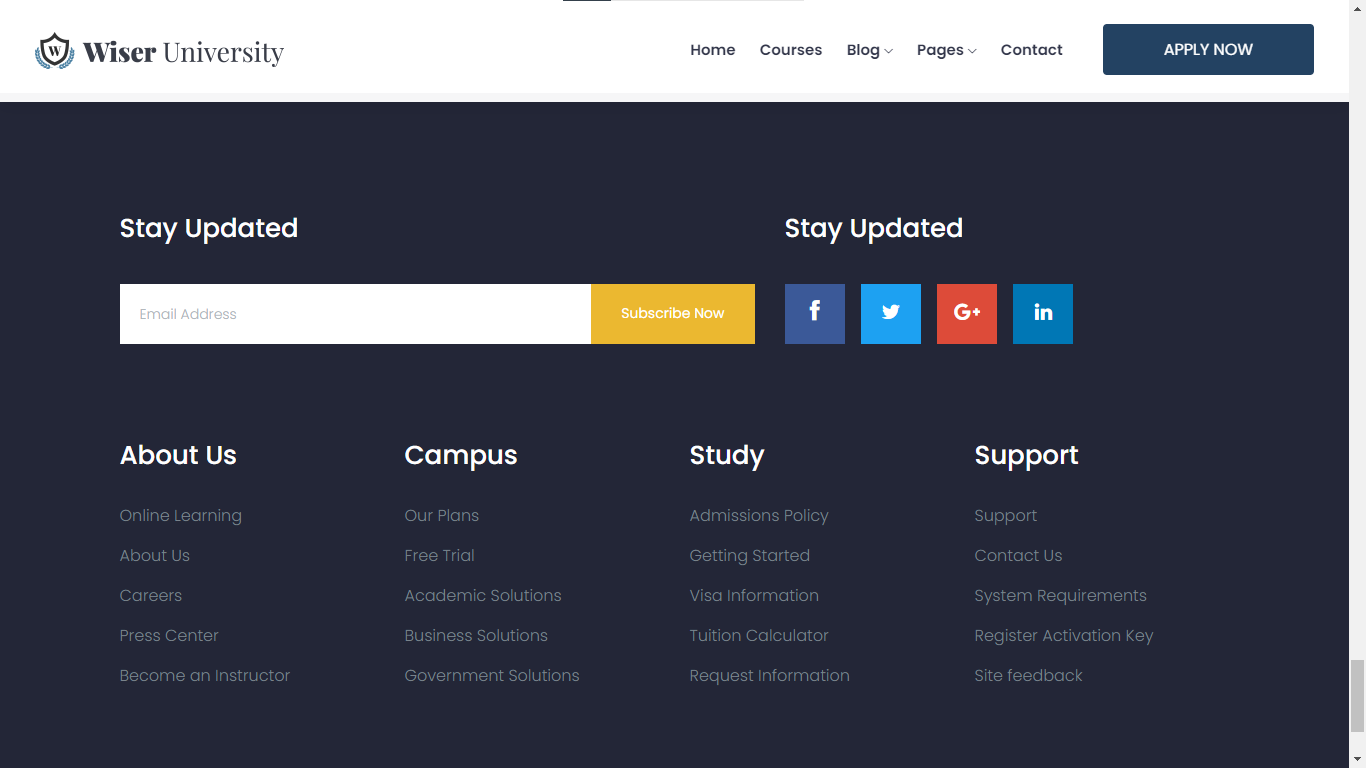 W Wiser University
Home Courses Blog Pages Contact APPLY NOW
Stay Updated
Email Address Subscribe Now
Stay Updated
f G+ in
About Us
Online Learning
About Us
Careers
Press Center
Become an Instructor
Campus
Our Plans
Free Trial
Academic Solutions
Business Solutions
Government Solutions
Study
Admissions Policy
Getting Started
Visa Information
Tuition Calculator
Request Information
Support
Support
Contact Us
System Requirements
Register Activation Key
Site feedback